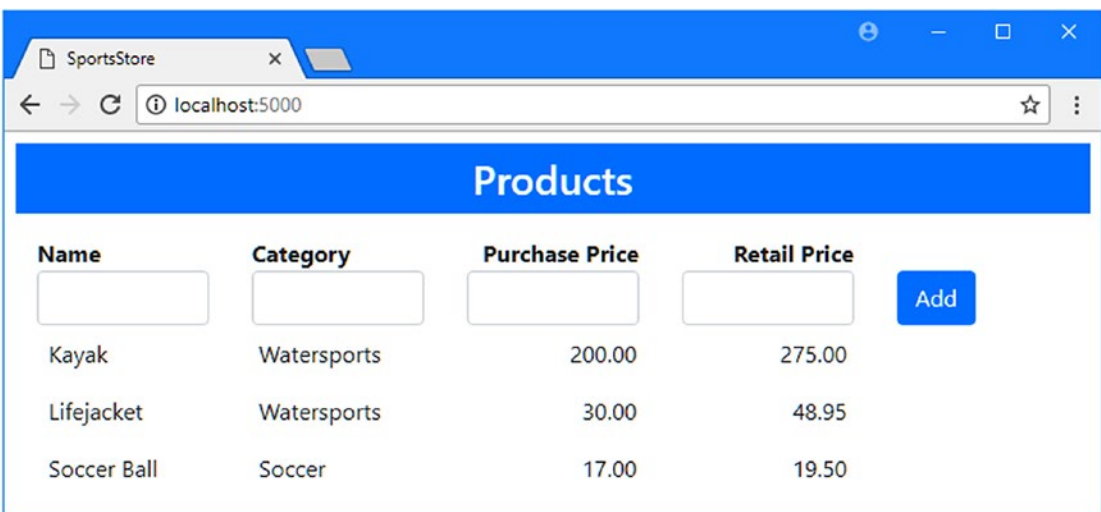 SportsStore
localhost:5000
Products
Name Category Purchase Price Retail Price
Add
Kayak Watersports 200.00 275.00
Lifejacket Watersports 30.00 48.95
Soccer Ball Soccer 17.00 19.50